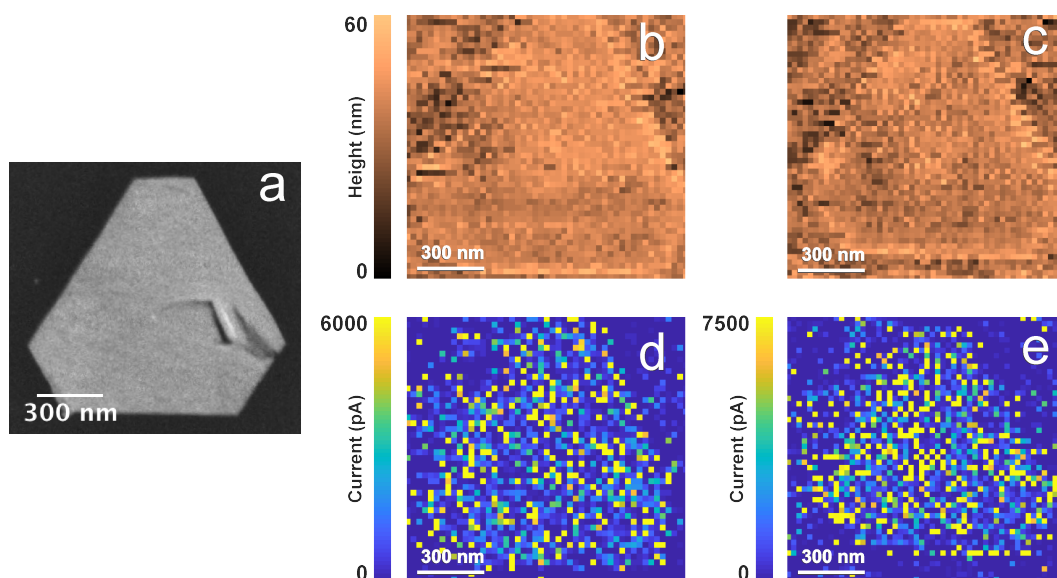 a
300 nm
60
Height (nm)
0
b
300 nm
c
300 nm
6000
Current (pA)
0
d
300 nm
7500
Current (pA)
0
e
300 nm